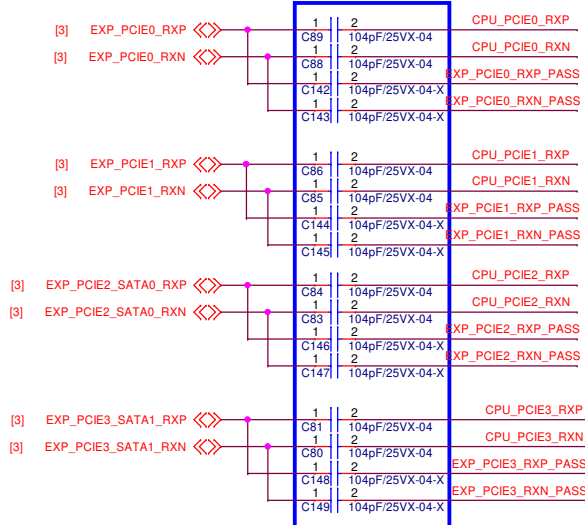 [3] EXP_PCIE0_RXP 1 2 CPU_PCIE0_RXP
C89 104pF/25VX-04
[3] EXP_PCIE0_RXN 1 2 CPU_PCIE0_RXN
C88 104pF/25VX-04
1 2 EXP_PCIE0_RXP_PASS
C142 104pF/25VX-04-X
1 2 EXP_PCIE0_RXN_PASS
C143 104pF/25VX-04-X
[3] EXP_PCIE1_RXP 1 2 CPU_PCIE1_RXP
C86 104pF/25VX-04
[3] EXP_PCIE1_RXN 1 2 CPU_PCIE1_RXN
C85 104pF/25VX-04
1 2 EXP_PCIE1_RXP_PASS
C144 104pF/25VX-04-X
1 2 EXP_PCIE1_RXN_PASS
C145 104pF/25VX-04-X
[3] EXP_PCIE2_SATA0_RXP 1 2 CPU_PCIE2_RXP
C84 104pF/25VX-04
[3] EXP_PCIE2_SATA0_RXN 1 2 CPU_PCIE2_RXN
C83 104pF/25VX-04
1 2 EXP_PCIE2_RXP_PASS
C146 104pF/25VX-04-X
1 2 EXP_PCIE2_RXN_PASS
C147 104pF/25VX-04-X
[3] EXP_PCIE3_SATA1_RXP 1 2 CPU_PCIE3_RXP
C81 104pF/25VX-04
[3] EXP_PCIE3_SATA1_RXN 1 2 CPU_PCIE3_RXN
C80 104pF/25VX-04
1 2 EXP_PCIE3_RXP_PASS
C148 104pF/25VX-04-X
1 2 EXP_PCIE3_RXN_PASS
C149 104pF/25VX-04-X